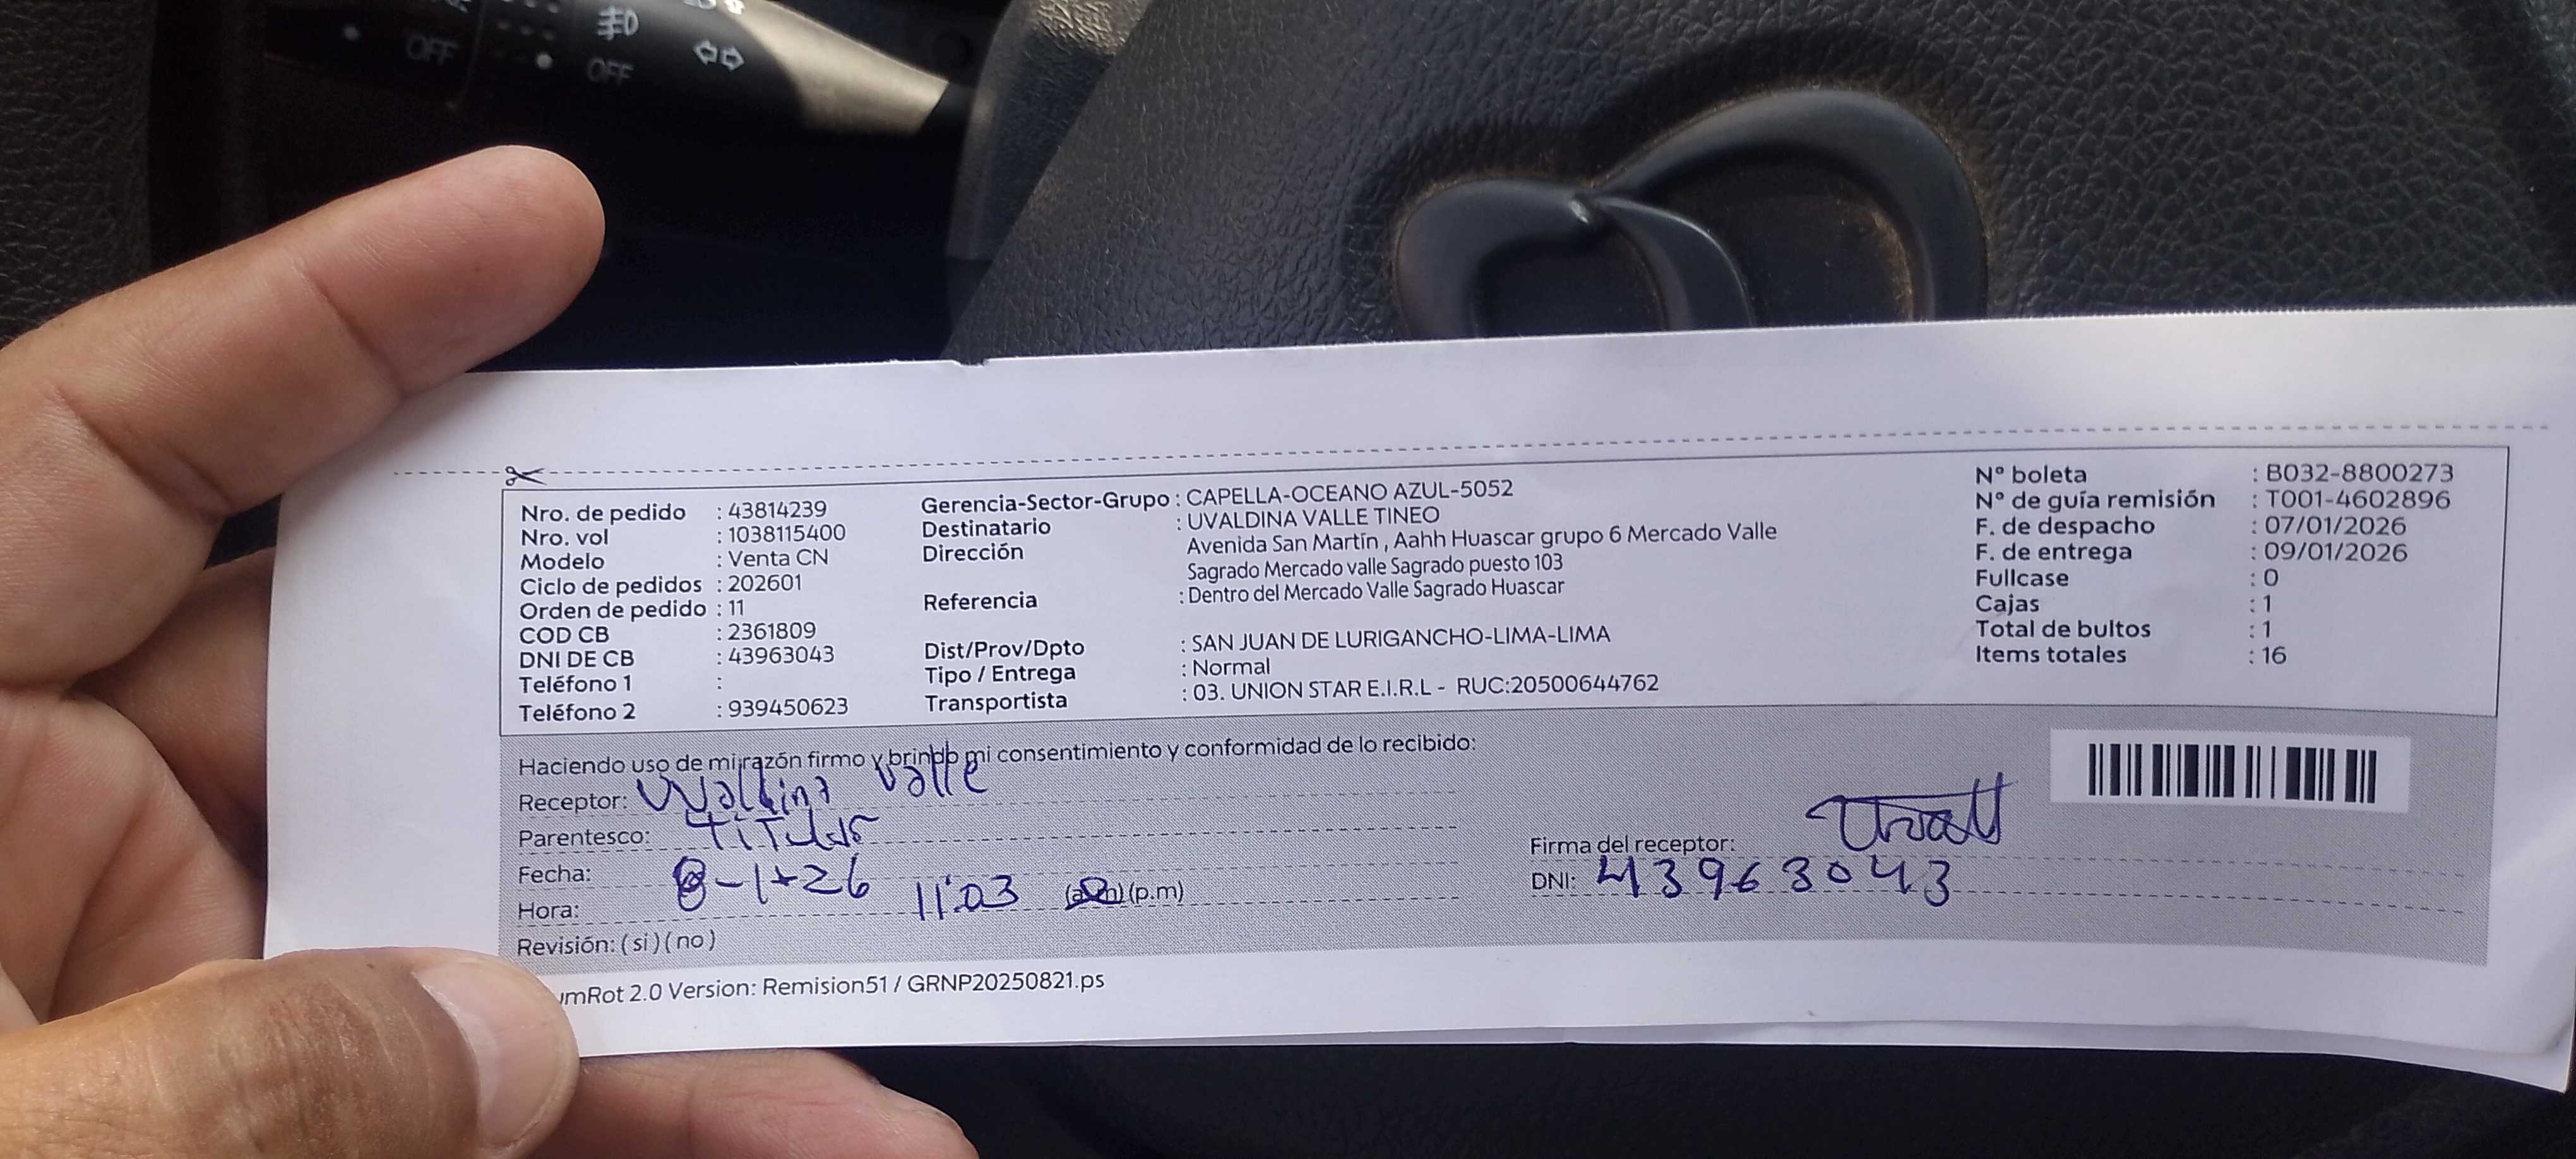 OFF
OFF
Nro. de pedido : 43814239
Nro. vol : 1038115400
Modelo : Venta CN
Ciclo de pedidos : 202601
Orden de pedido : 11
COD CB : 2361809
DNI DE CB : 43963043
Teléfono 1 :
Teléfono 2 : 939450623
Gerencia-Sector-Grupo : CAPELLA-OCEANO AZUL-5052
Destinatario : UVALDINA VALLE TINEO
Dirección Avenida San Martín , Aahh Huascar grupo 6 Mercado Valle
Sagrado Mercado valle Sagrado puesto 103
Referencia : Dentro del Mercado Valle Sagrado Huascar
Dist/Prov/Dpto : SAN JUAN DE LURIGANCHO-LIMA-LIMA
Tipo / Entrega : Normal
Transportista : 03. UNION STAR E.I.R.L - RUC:20500644762
Nº boleta : B032-8800273
Nº de guía remisión : T001-4602896
F. de despacho : 07/01/2026
F. de entrega : 09/01/2026
Fullcase : 0
Cajas : 1
Total de bultos : 1
Items totales : 16
Haciendo uso de mi razón firmo y brindo mi consentimiento y conformidad de lo recibido:
Receptor: Valle
Parentesco: Titular
Fecha: 8-1-26
Hora: 11:03 (a.m) (p.m)
Revisión: ( si ) ( no )
Firma del receptor:
DNI: 43963043
umRot 2.0 Version: Remision51 / GRNP20250821.ps